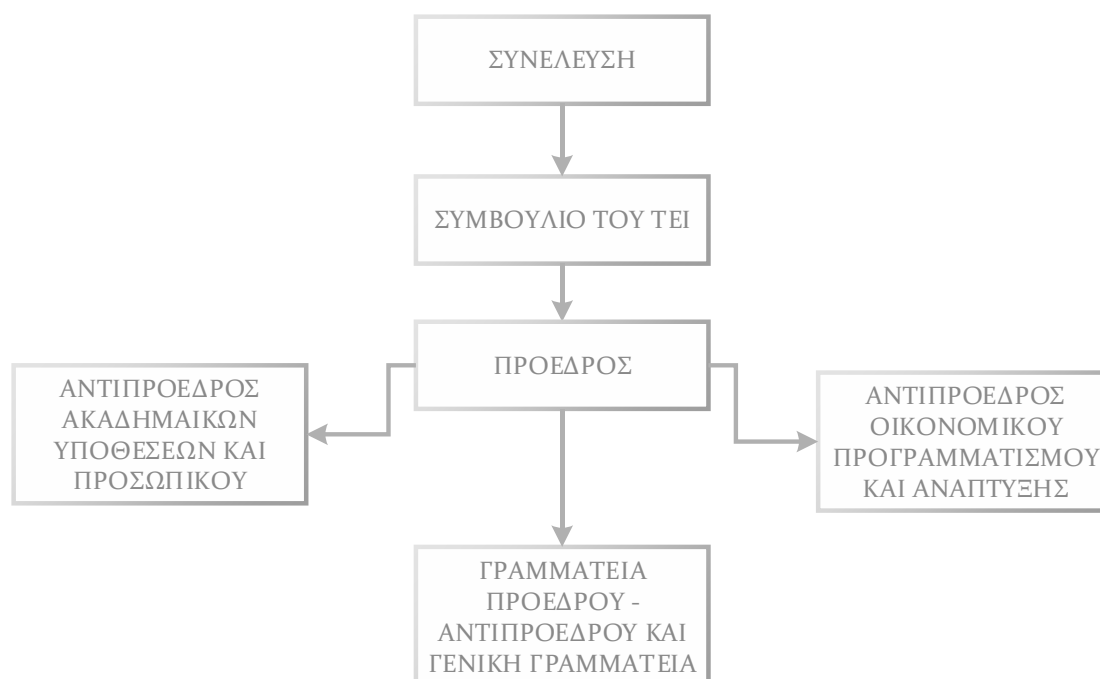 ΣΥΝΕΛΕΥΣΗ
ΣΥΜΒΟΥΛΙΟ ΤΟΥ ΤΕΙ
ΠΡΟΕΔΡΟΣ
ΑΝΤΙΠΡΟΕΔΡΟΣ
ΑΚΑΔΗΜΑΙΚΩΝ
ΥΠΟΘΕΣΕΩΝ ΚΑΙ
ΠΡΟΣΩΠΙΚΟΥ
ΑΝΤΙΠΡΟΕΔΡΟΣ
ΟΙΚΟΝΟΜΙΚΟΥ
ΠΡΟΓΡΑΜΜΑΤΙΣΜΟΥ
ΚΑΙ ΑΝΑΠΤΥΞΗΣ
ΓΡΑΜΜΑΤΕΙΑ
ΠΡΟΕΔΡΟΥ -
ΑΝΤΙΠΡΟΕΔΡΟΥ ΚΑΙ
ΓΕΝΙΚΗ ΓΡΑΜΜΑΤΕΙΑ